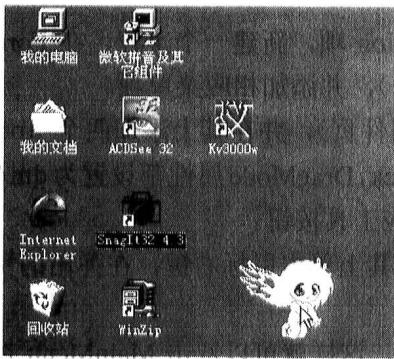 我的电脑
微软拼音及其
它组件
我的文档
ACDSee 32
Kv3000w
Internet
Explorer
SnagIt32 4.3
回收站
WinZip